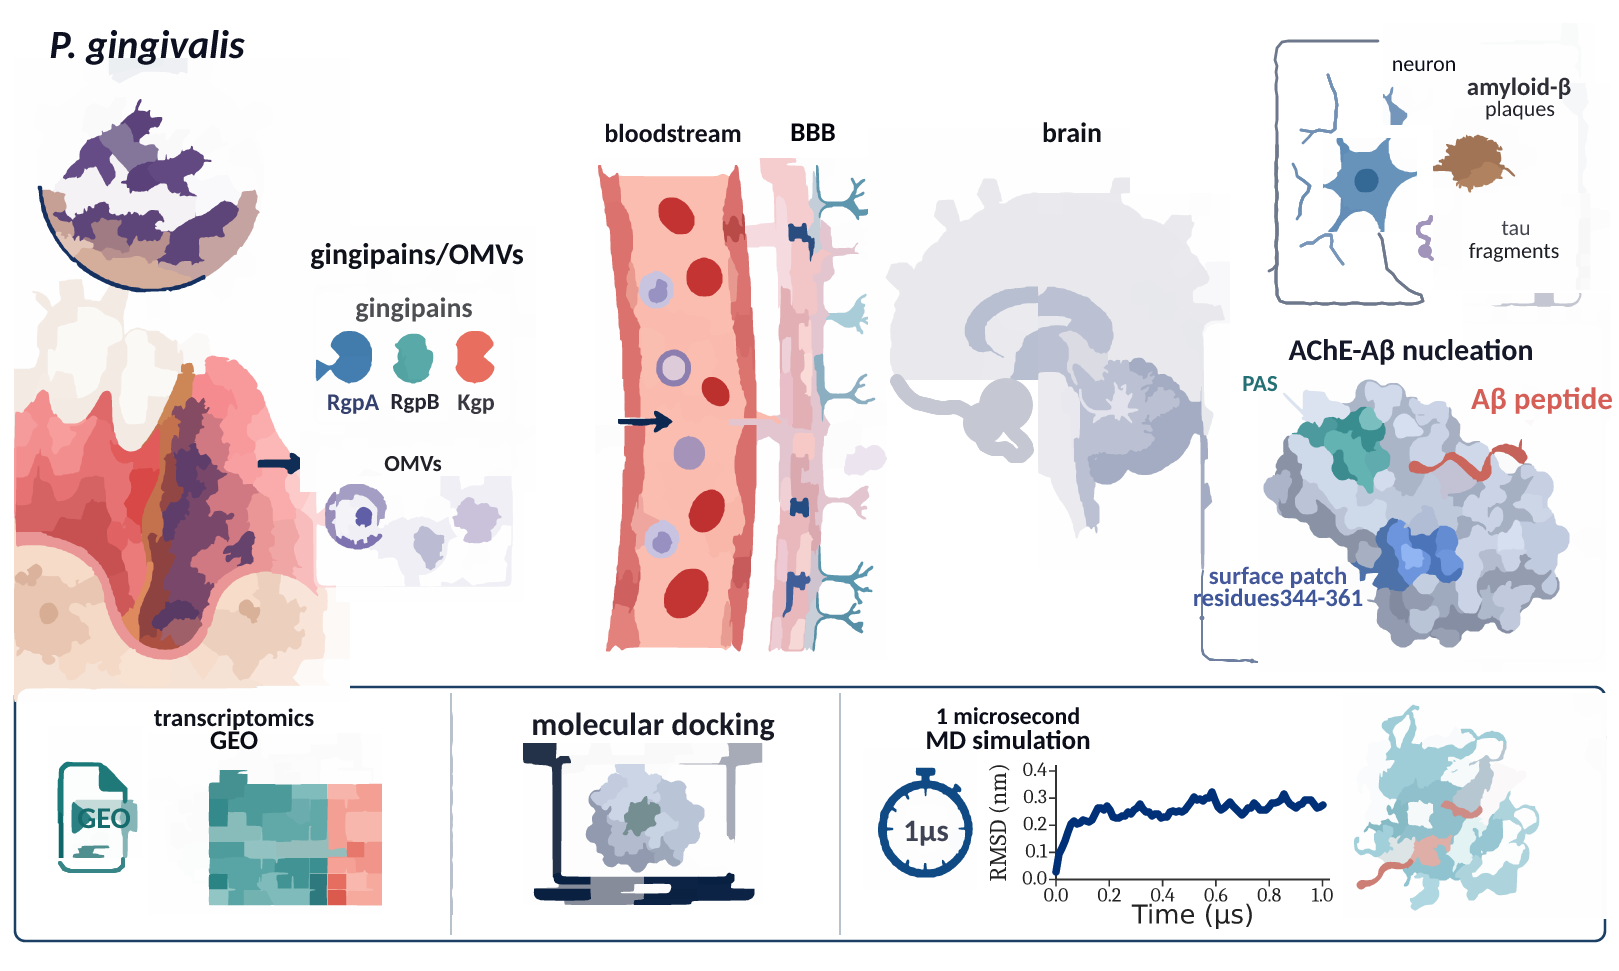 P. gingivalis
gingipains/OMVs
gingipains
RgpA RgpB Kgp
OMVs
bloodstream
BBB
brain
neuron
amyloid-β
plaques
tau
fragments
AChE-Aβ nucleation
PAS
Aβ peptide
surface patch
residues344-361
transcriptomics
GEO
GEO
molecular docking
1 microsecond
MD simulation
1µs
RMSD (nm)
0.4
0.3
0.2
0.1
0.0
0.0 0.2 0.4 0.6 0.8 1.0
Time (µs)